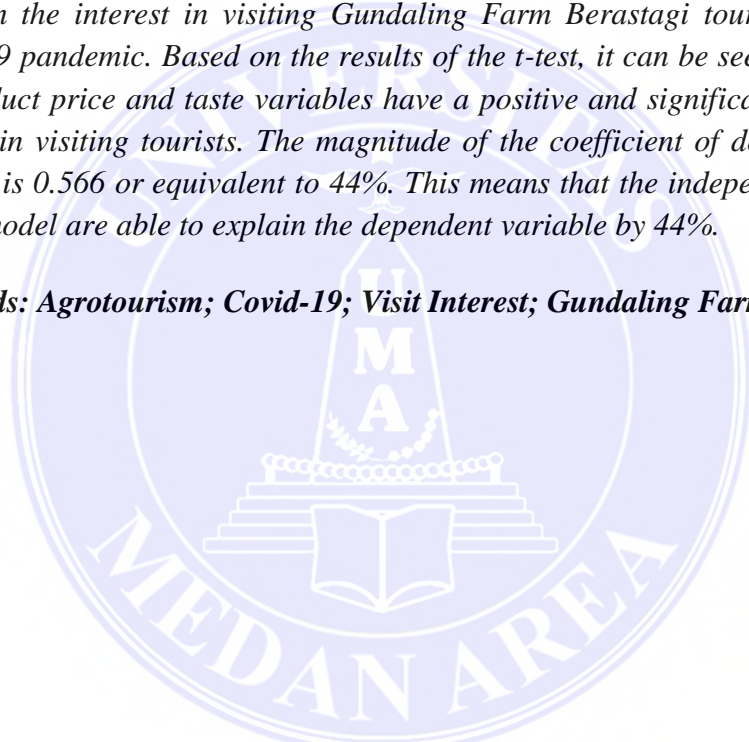 n the interest in visiting Gundaling Farm Berastagi tour
9 pandemic. Based on the results of the t-test, it can be see
duct price and taste variables have a positive and significa
in visiting tourists. The magnitude of the coefficient of d
is 0.566 or equivalent to 44%. This means that the indepe
nodel are able to explain the dependent variable by 44%.
ds: Agrotourism; Covid-19; Visit Interest; Gundaling Far
UNIVERSITAS
U
M
A
MEDAN AREA